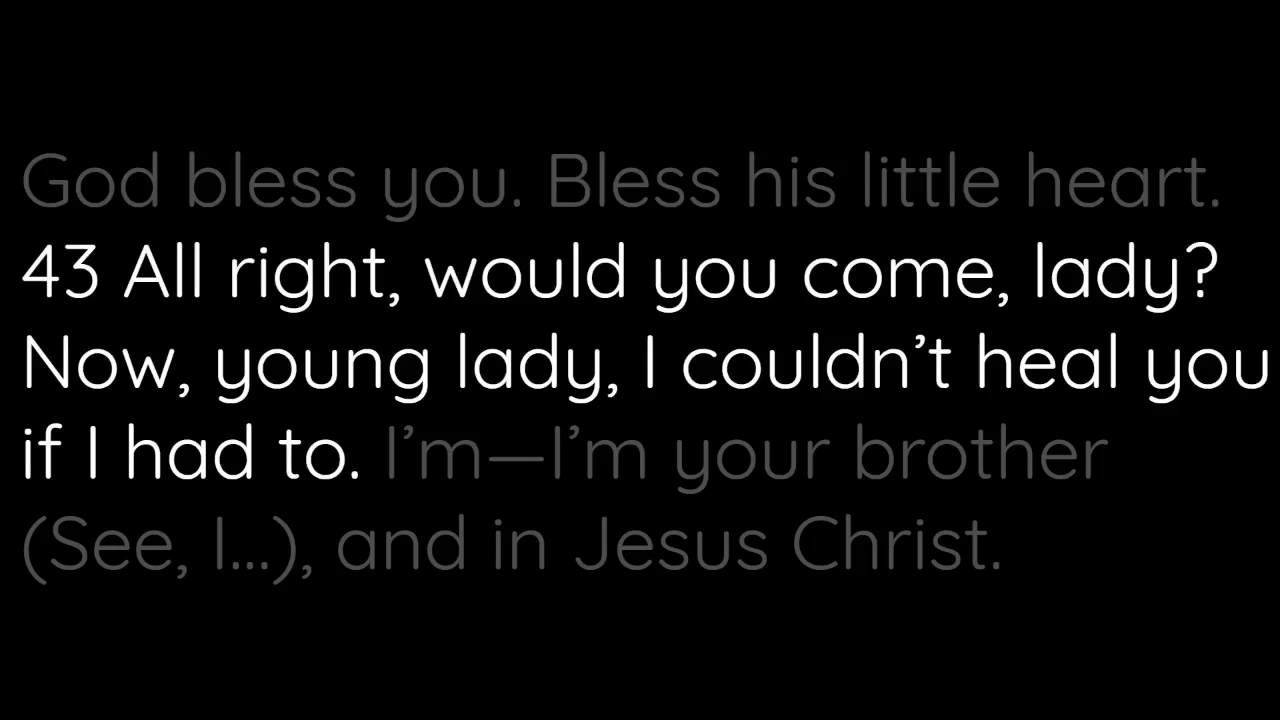 God bless you. Bless his little heart.
43 All right, would you come, lady?
Now, young lady, I couldn’t heal you
if I had to. I’m—I’m your brother
(See, I...), and in Jesus Christ.